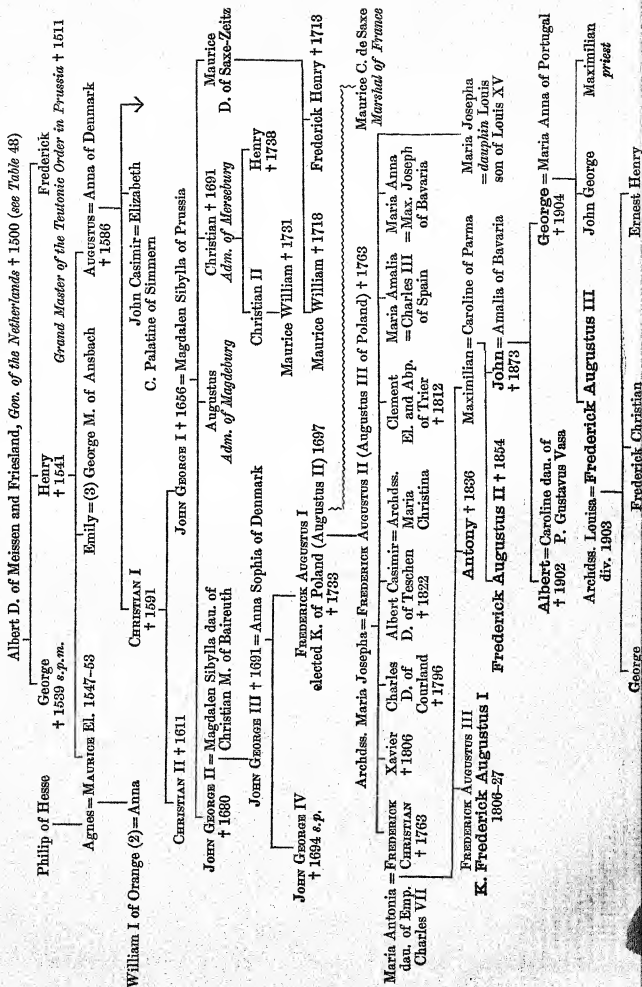 Albert D. of Meissen and Friesland, Gov. of the Netherlands † 1500 (see Table 48)
Philip of Hesse
George
† 1539 s.p.m.
Henry
† 1541
Frederick
Grand Master of the Teutonic Order in Prussia † 1511
Agnes = MAURICE El. 1547–53
Emily = (3) George M. of Ansbach
AUGUSTUS = Anna of Denmark
† 1586
William I of Orange (2) = Anna
CHRISTIAN I
† 1591
John Casimir = Elizabeth
C. Palatine of Simmern
CHRISTIAN II † 1611
JOHN GEORGE I † 1656 = Magdalen Sibylla of Prussia
JOHN GEORGE II = Magdalen Sibylla dau. of
† 1680
Christian M. of Baireuth
Augustus
Adm. of Magdeburg
Christian † 1691
Adm. of Merseburg
Maurice
D. of Saxe-Zeitz
JOHN GEORGE III † 1691 = Anna Sophia of Denmark
Christian II
Henry
† 1738
Maurice William † 1731
JOHN GEORGE IV
† 1694 s.p.
FREDERICK AUGUSTUS I
elected K. of Poland (Augustus II) 1697
† 1733
Maurice William † 1718
Frederick Henry † 1713
Archdss. Maria Josepha = FREDERICK AUGUSTUS II (Augustus III of Poland) † 1763
Maurice C. de Saxe
Marshal of France
Maria Antonia = FREDERICK
dau. of Emp.
Charles VII
CHRISTIAN
† 1763
Xavier
† 1806
Charles
D. of
Courland
† 1796
Albert Casimir = Archdss.
D. of Teschen
† 1822
Maria
Christina
Clement
El. and Abp.
of Trier
† 1812
Maria Amalia
= Charles III
of Spain
Maria Anna
= Max. Joseph
of Bavaria
Maria Josepha
= dauphin Louis
son of Louis XV
FREDERICK AUGUSTUS III
1806–27
K. Frederick Augustus I
Antony † 1836
Maximilian = Caroline of Parma
Frederick Augustus II † 1854
John = Amalia of Bavaria
† 1873
Albert = Caroline dau. of
† 1902
P. Gustavus Vasa
George = Maria Anna of Portugal
† 1904
Archdss. Louisa = Frederick Augustus III
div. 1903
John George
Maximilian
priest
George
Frederick Christian
Ernest Henry